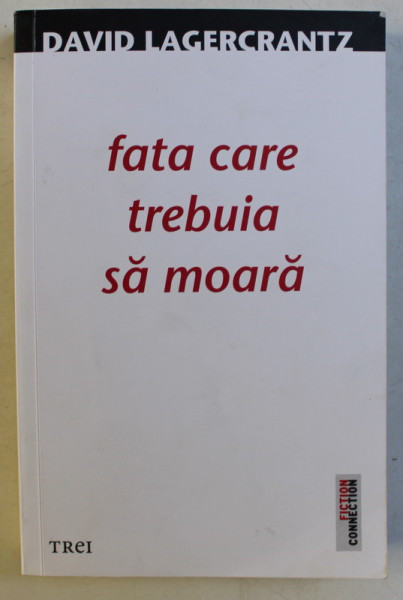 DAVID LAGERCRANTZ
fata care
trebuia
să moară
FICTION
CONNECTION
TREI